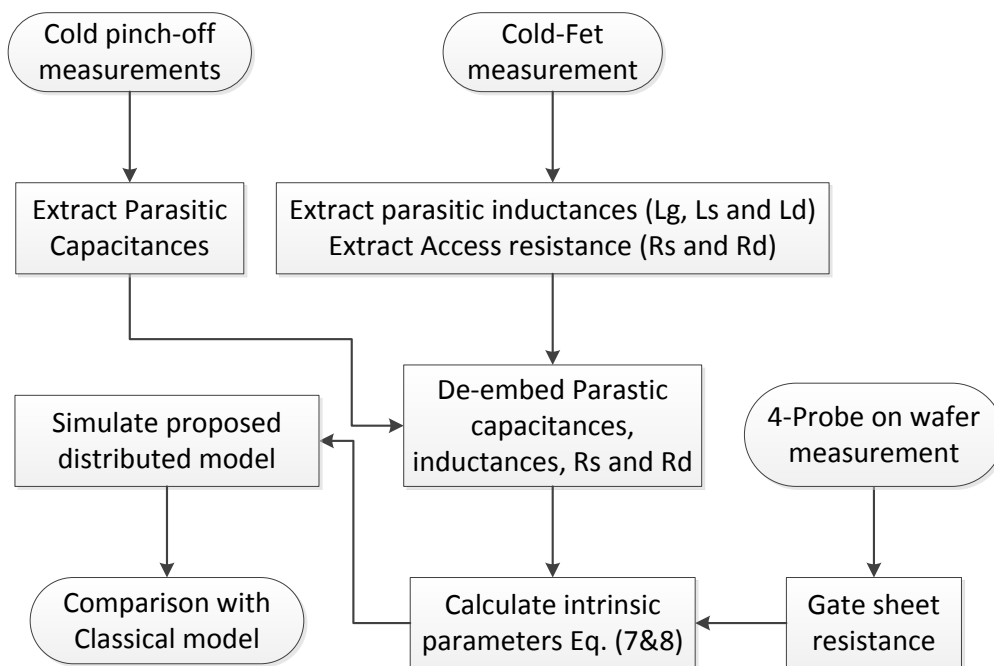 Cold pinch-off
measurements
Cold-Fet
measurement
Extract Parasitic
Capacitances
Extract parasitic inductances (Lg, Ls and Ld)
Extract Access resistance (Rs and Rd)
De-embed Parastic
capacitances,
inductances, Rs and Rd
Simulate proposed
distributed model
4-Probe on wafer
measurement
Comparison with
Classical model
Calculate intrinsic
parameters Eq. (7&8)
Gate sheet
resistance